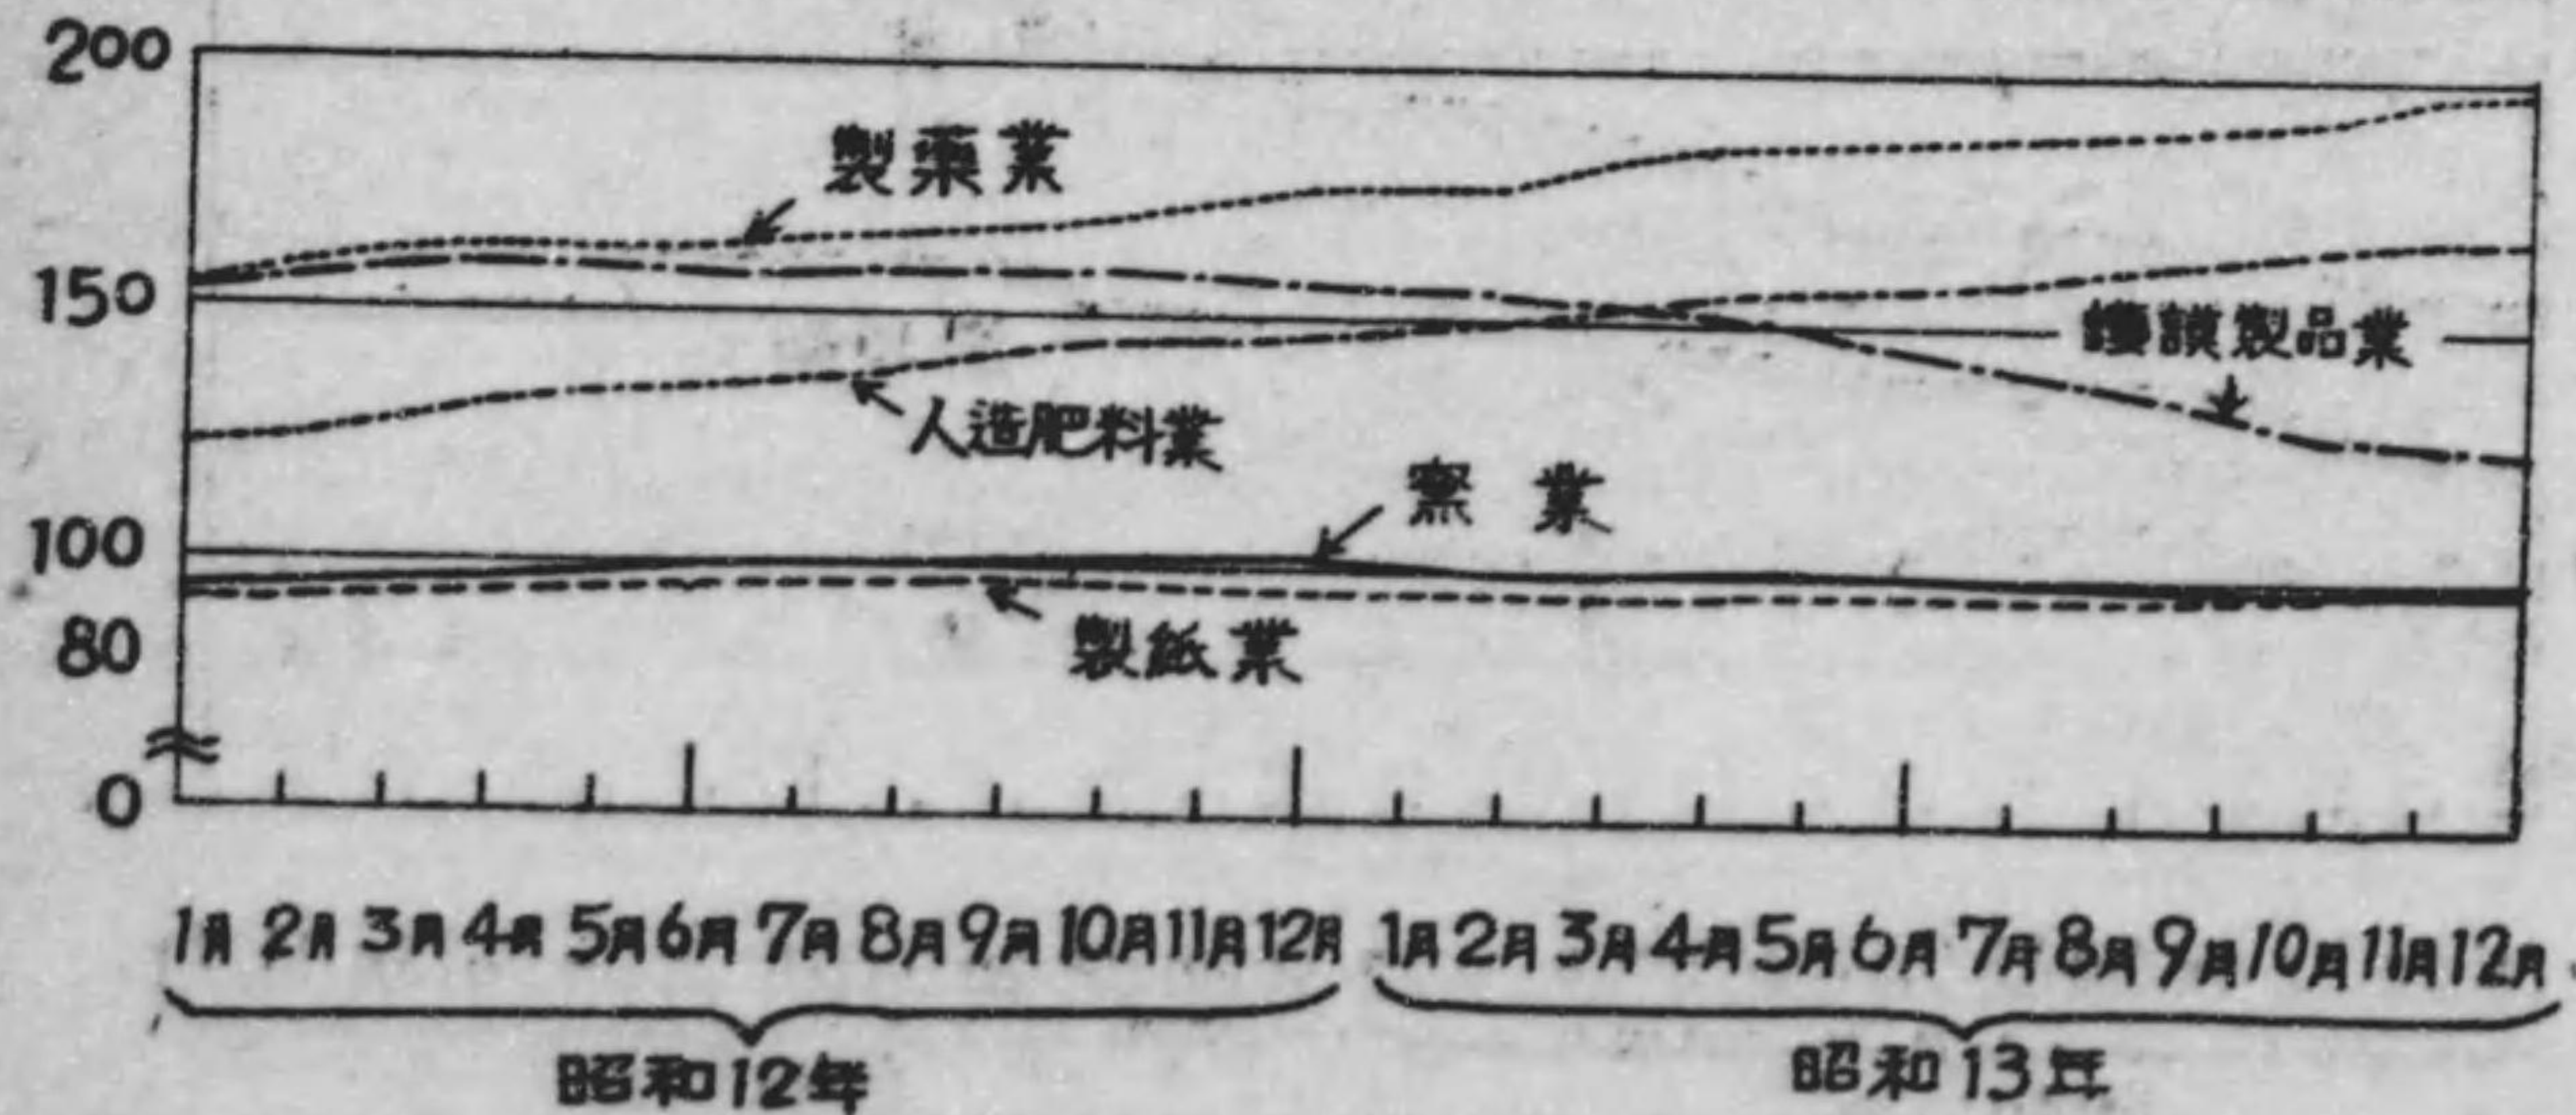 200
製薬業
150
護謨製品業
人造肥料業
窯業
100
80
製紙業
0
1月 2月 3月 4月 5月 6月 7月 8月 9月 10月 11月 12月 1月 2月 3月 4月 5月 6月 7月 8月 9月 10月 11月 12月
昭和12年 昭和13年